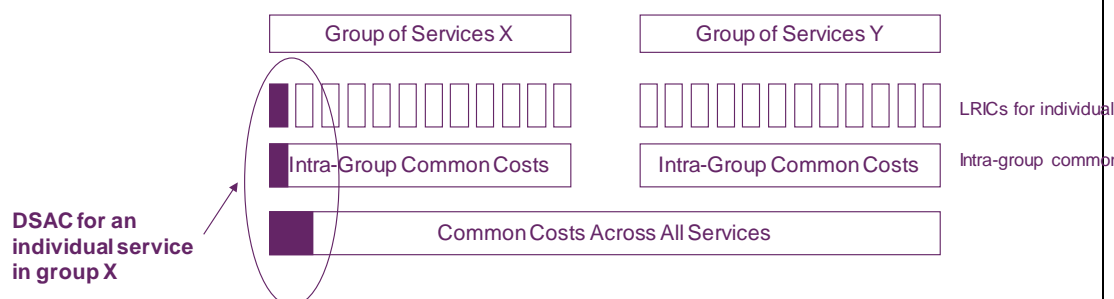 Group of Services X
Group of Services Y
LRICs for individual
Intra-Group Common Costs
Intra-Group Common Costs
Intra-group common
Common Costs Across All Services
DSAC for an
individual service
in group X